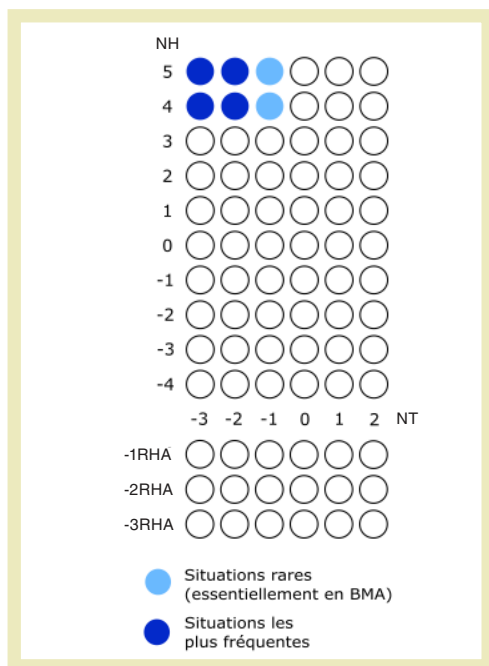 NH
5
4
3
2
1
0
-1
-2
-3
-4
-3 -2 -1 0 1 2 NT
-1RHA
-2RHA
-3RHA
Situations rares
(essentiellement en BMA)
Situations les
plus fréquentes